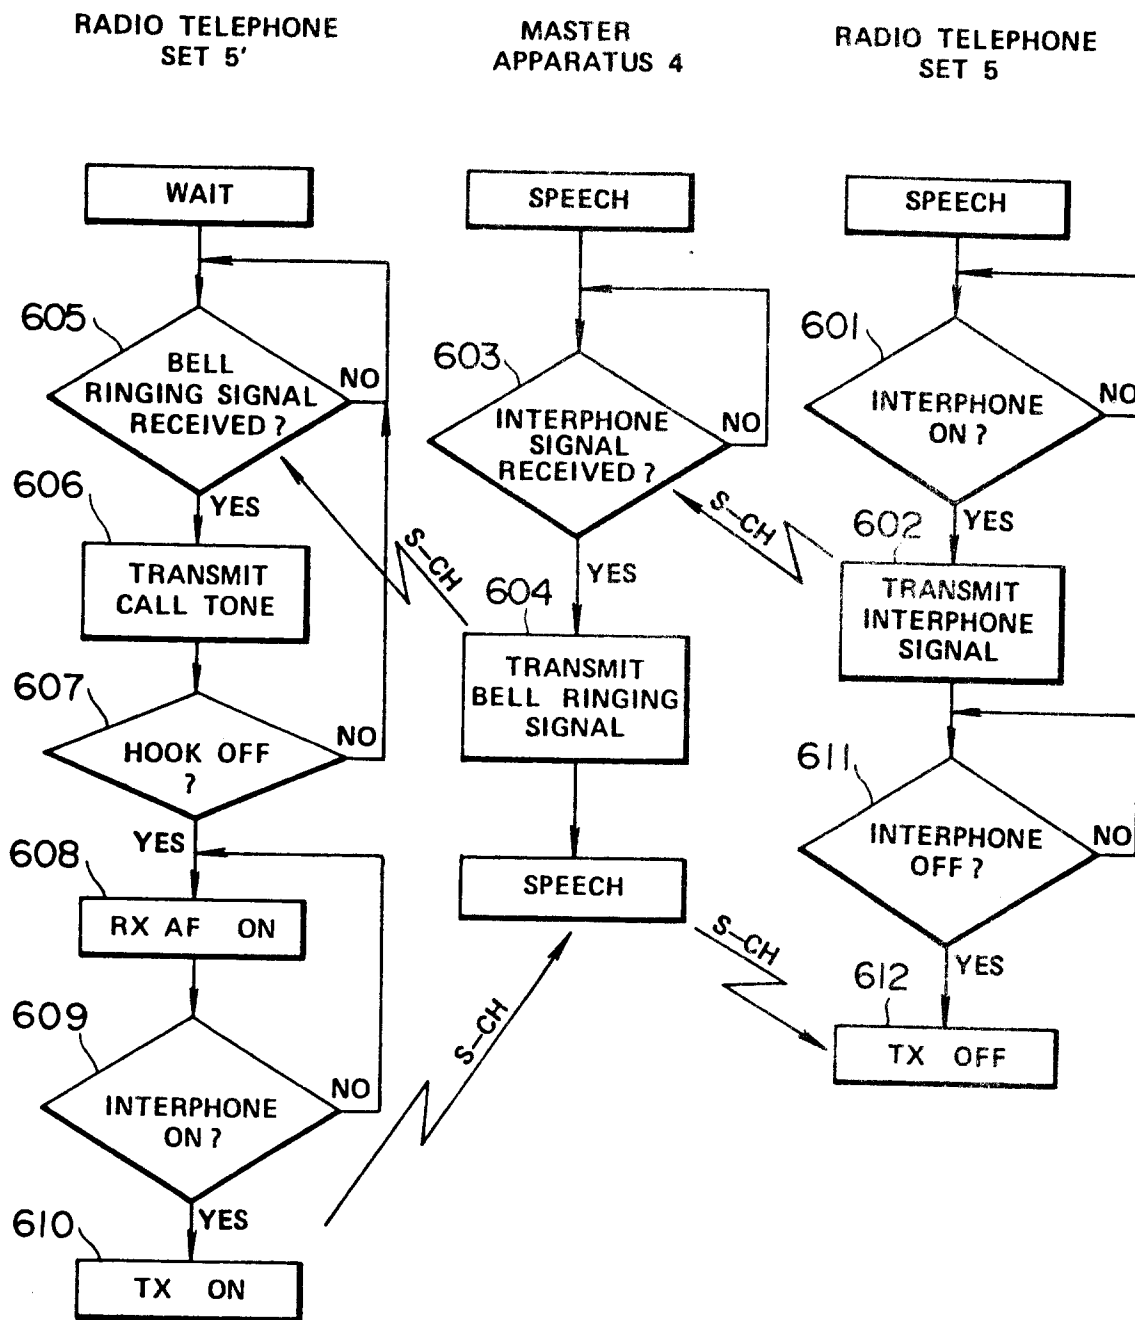 RADIO TELEPHONE
SET 5'
WAIT
605
BELL
RINGING SIGNAL
RECEIVED ?
NO
YES
606
TRANSMIT
CALL TONE
607
HOOK OFF
?
NO
YES
608
RX AF ON
609
INTERPHONE
ON ?
NO
YES
610
TX ON
MASTER
APPARATUS 4
SPEECH
603
INTERPHONE
SIGNAL
RECEIVED ?
NO
YES
S-CH
604
TRANSMIT
BELL RINGING
SIGNAL
SPEECH
S-CH
RADIO TELEPHONE
SET 5
SPEECH
601
INTERPHONE
ON ?
NO
YES
S-CH
602
TRANSMIT
INTERPHONE
SIGNAL
611
INTERPHONE
OFF ?
NO
YES
S-CH
612
TX OFF